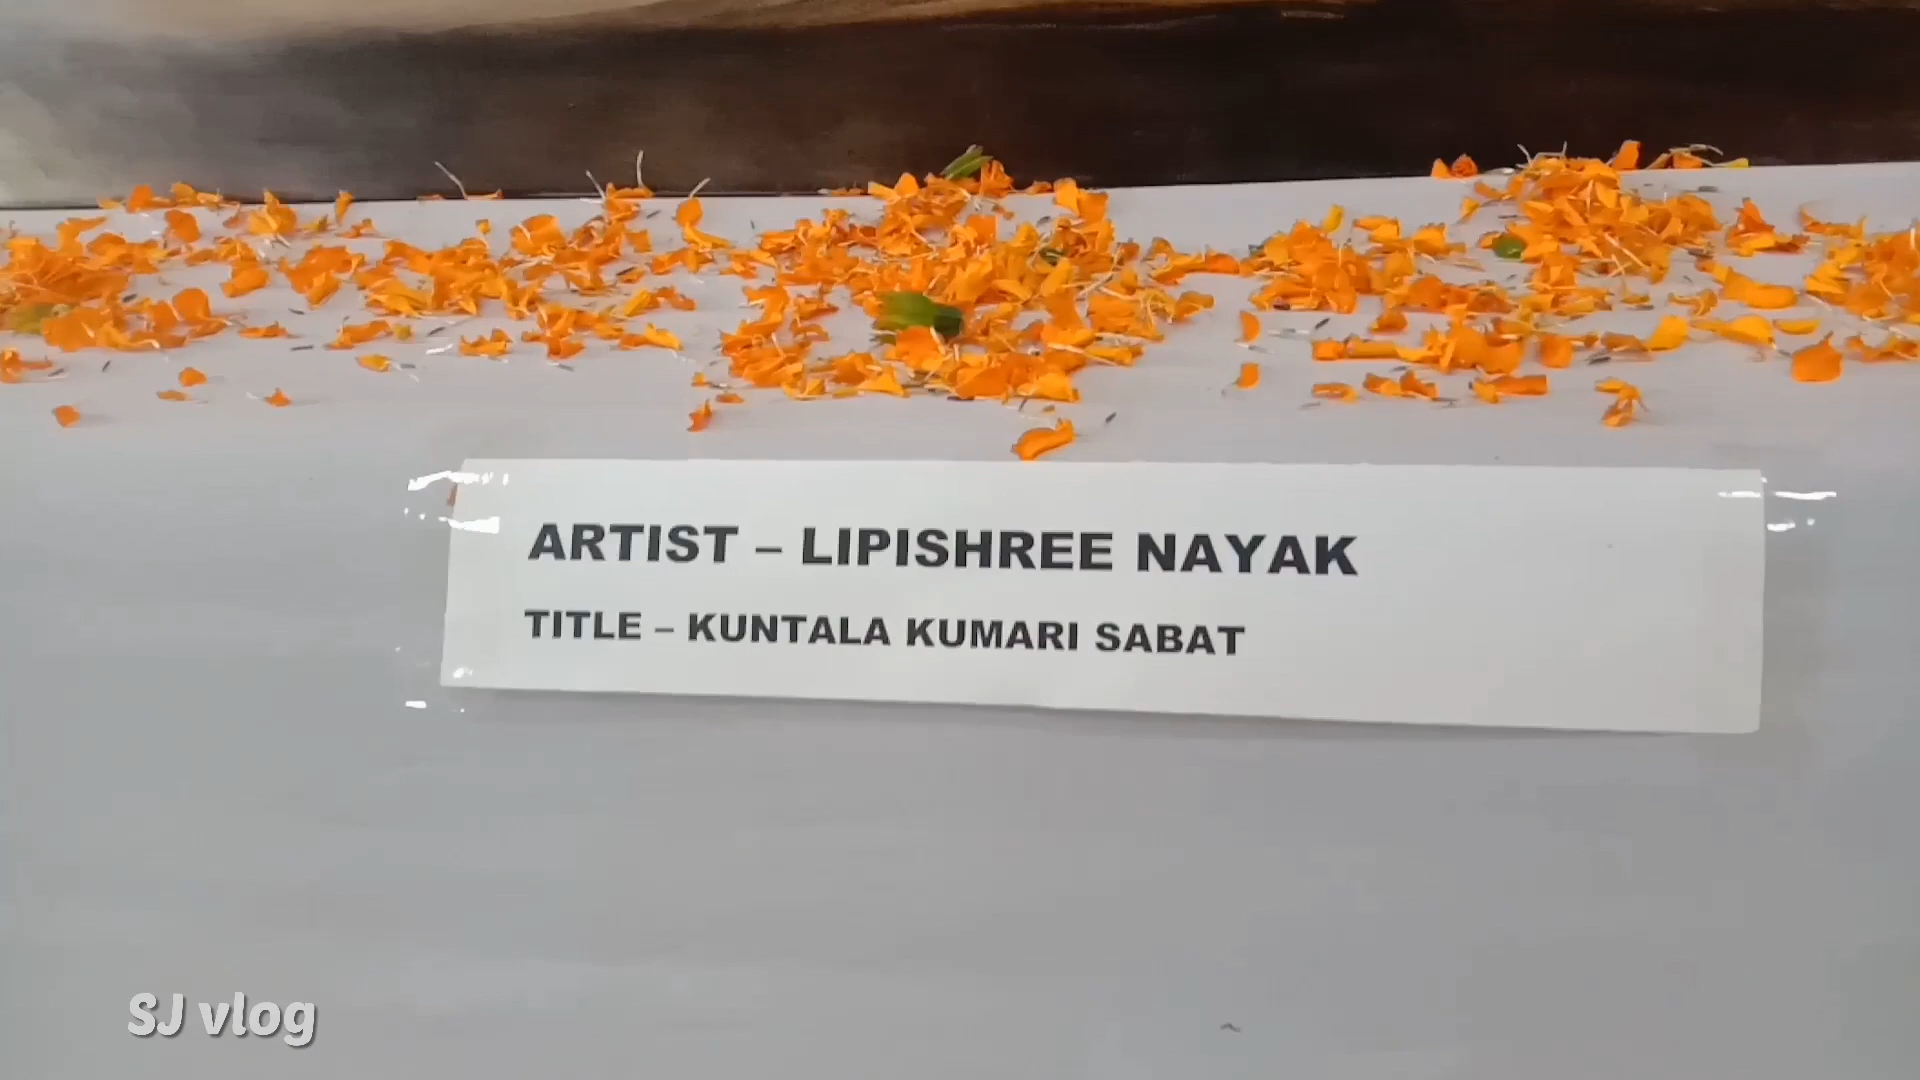 ARTIST – LIPISHREE NAYAK
TITLE – KUNTALA KUMARI SABAT
SJ vlog